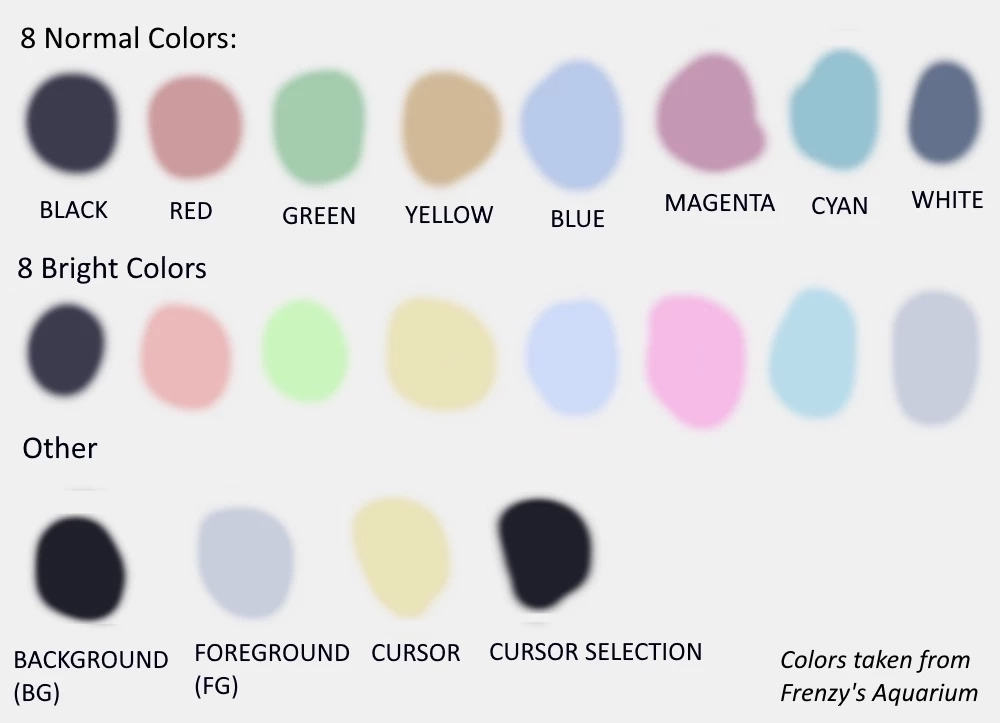 8 Normal Colors:
BLACK RED GREEN YELLOW BLUE MAGENTA CYAN WHITE
8 Bright Colors
Other
BACKGROUND (BG)
FOREGROUND (FG)
CURSOR
CURSOR SELECTION
Colors taken from
Frenzy's Aquarium